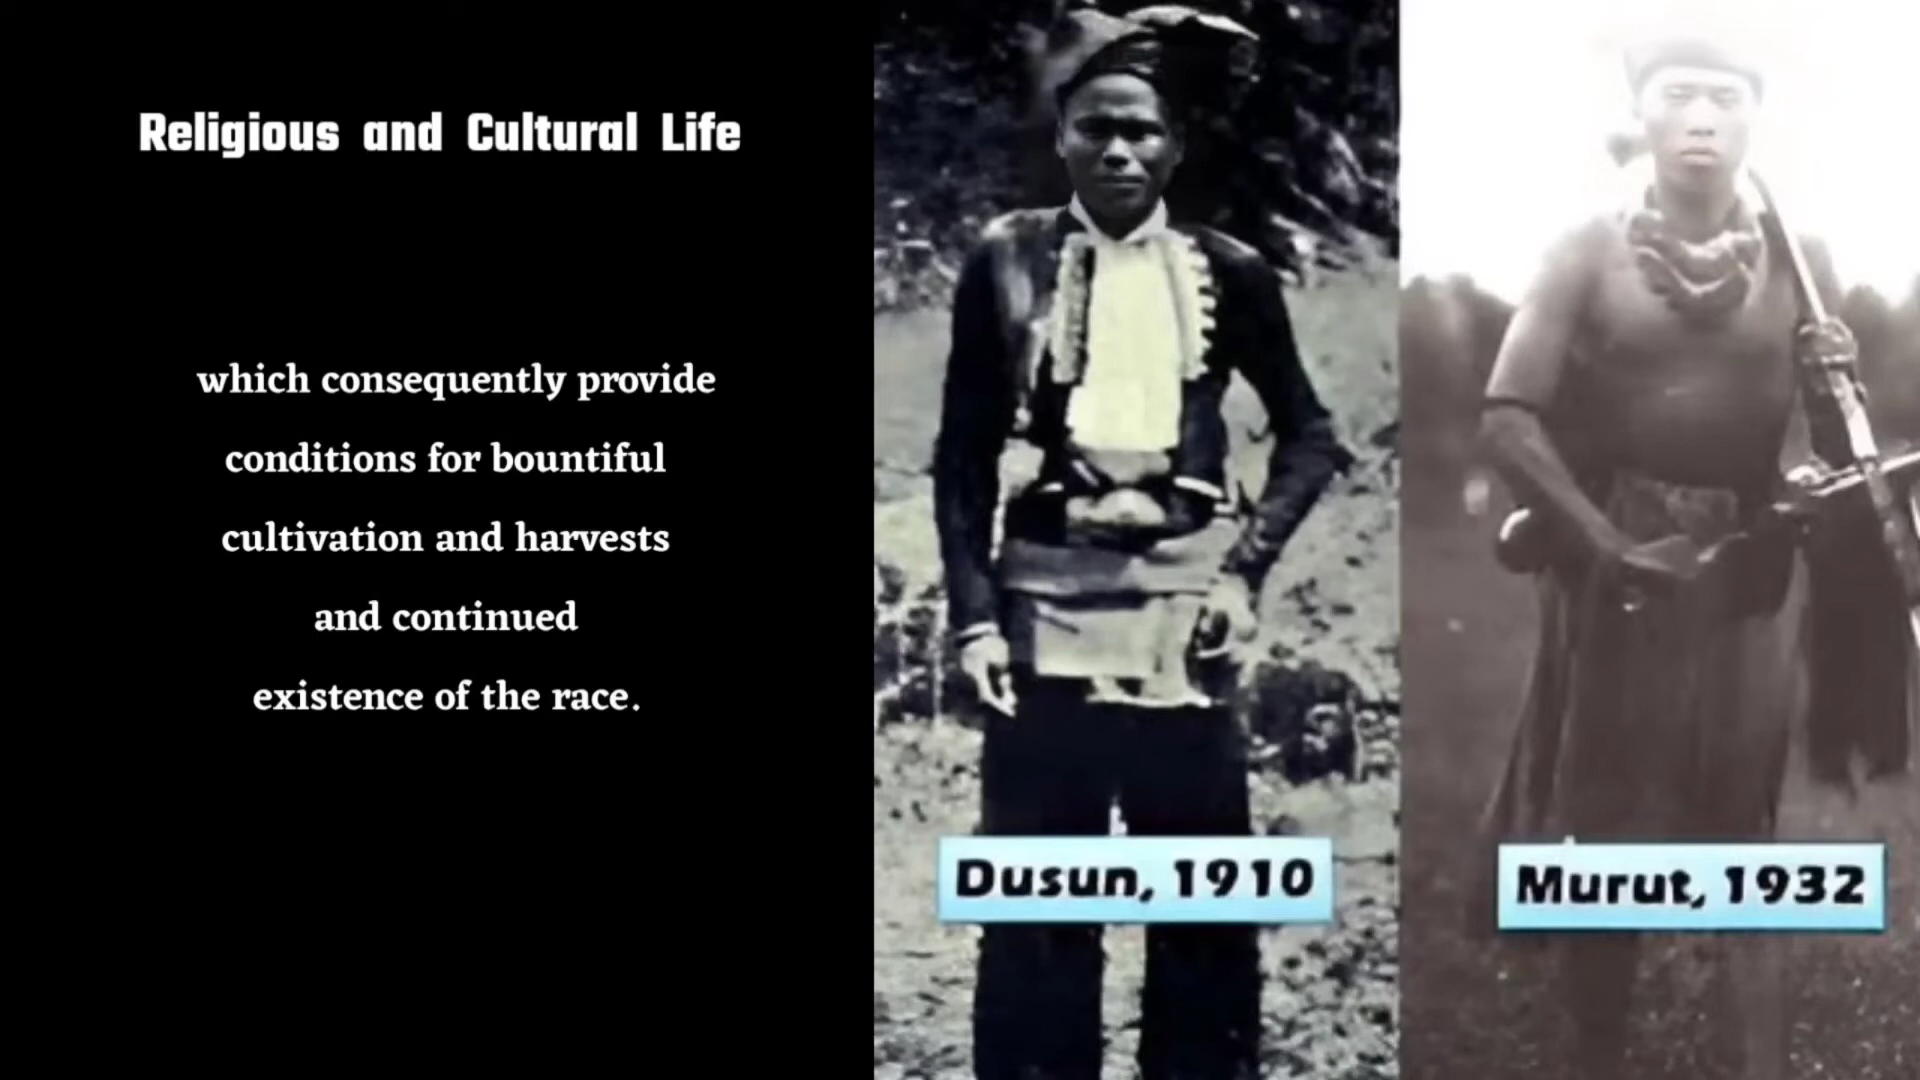 Religious and Cultural Life
which consequently provide
conditions for bountiful
cultivation and harvests
and continued
existence of the race.
Dusun, 1910
Murut, 1932